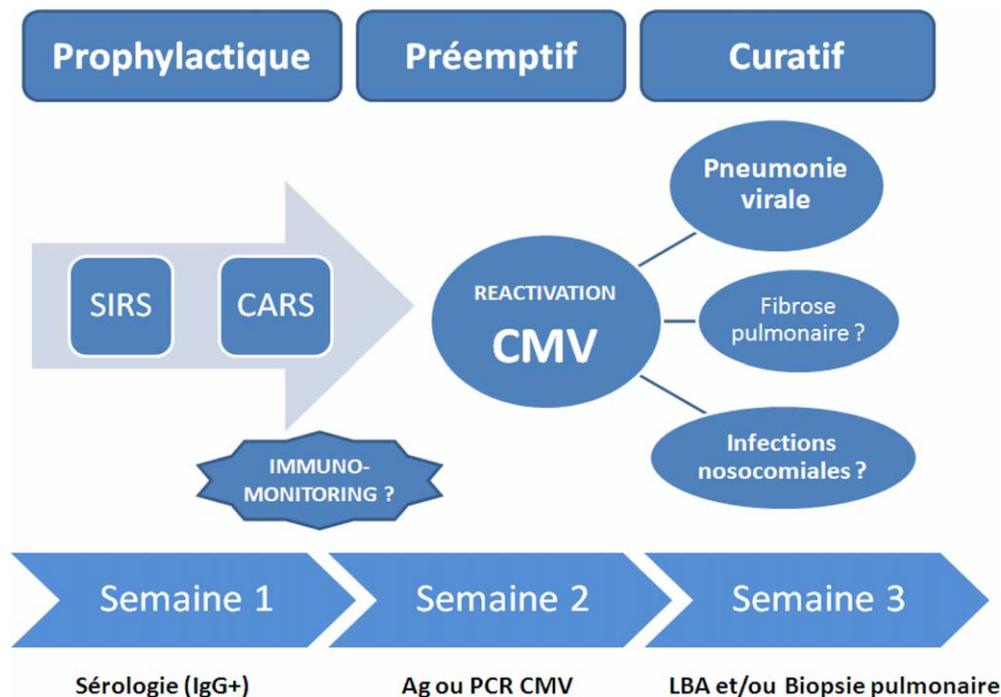 Prophylactique
Préemptif
Curatif
Pneumonie
virale
SIRS
CARS
REACTIVATION
CMV
Fibrose
pulmonaire ?
Infections
nosocomiales ?
IMMUNO-
MONITORING ?
Semaine 1
Semaine 2
Semaine 3
Sérologie (IgG+)
Ag ou PCR CMV
LBA et/ou Biopsie pulmonaire